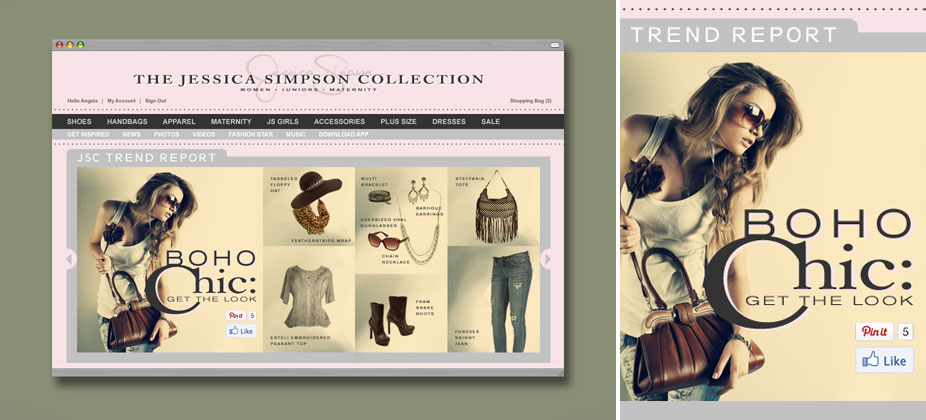 Jessica Simpson
THE JESSICA SIMPSON COLLECTION
WOMEN • JUNIORS • MATERNITY
Hello Angela | My Account | Sign Out
Shopping Bag (2)
SHOES HANDBAGS APPAREL MATERNITY JS GIRLS ACCESSORIES PLUS SIZE DRESSES SALE
GET INSPIRED NEWS PHOTOS VIDEOS FASHION STAR MUSIC DOWNLOAD APP
JSC TREND REPORT
BOHO
Chic:
GET THE LOOK
Pin it 5
Like
TASSELED
FLOPPY
HAT
FEATHERSTRIPE WRAP
MULTI
BRACELET
BAROQUE
EARRINGS
OVERSIZED OVAL
SUNGLASSES
CHAIN
NECKLACE
STEFFANIA
TOTE
ESTELI EMBROIDERED
PEASANT TOP
FRAM
SNAKE
BOOTS
FOREVER
SKINNY
JEAN
TREND REPORT
BOHO
Chic:
GET THE LOOK
Pin it 5
Like